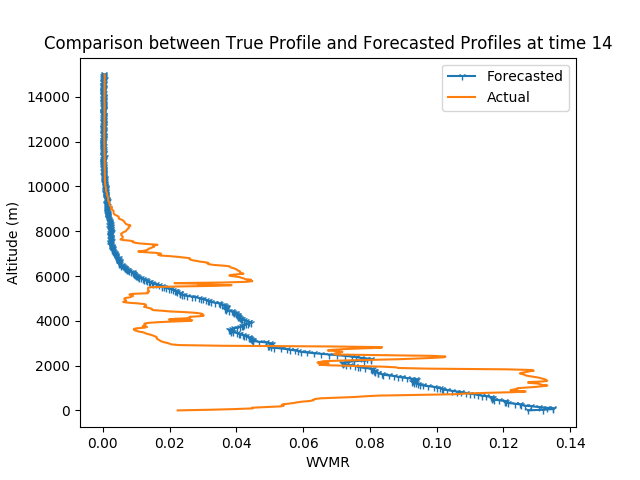 Comparison between True Profile and Forecasted Profiles at time 14
Forecasted
Actual
14000
12000
10000
8000
6000
4000
2000
0
Altitude (m)
0.00 0.02 0.04 0.06 0.08 0.10 0.12 0.14
WVMR